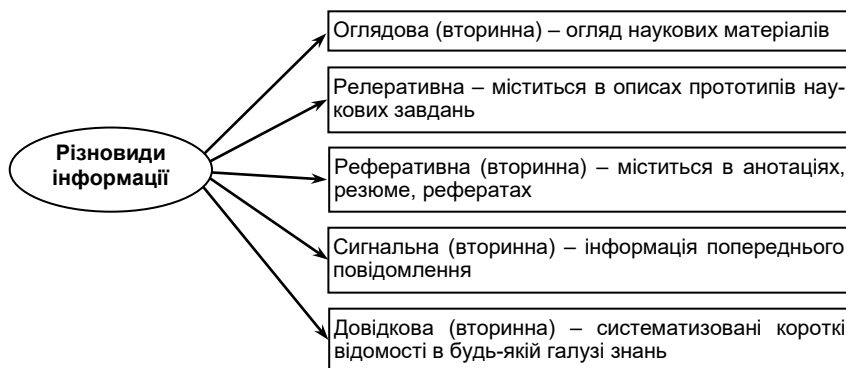 Різновиди
інформації
Оглядова (вторинна) – огляд наукових матеріалів
Релеративна – міститься в описах прототипів нау-
кових завдань
Реферативна (вторинна) – міститься в анотаціях,
резюме, рефератах
Сигнальна (вторинна) – інформація попереднього
повідомлення
Довідкова (вторинна) – систематизовані короткі
відомості в будь-якій галузі знань